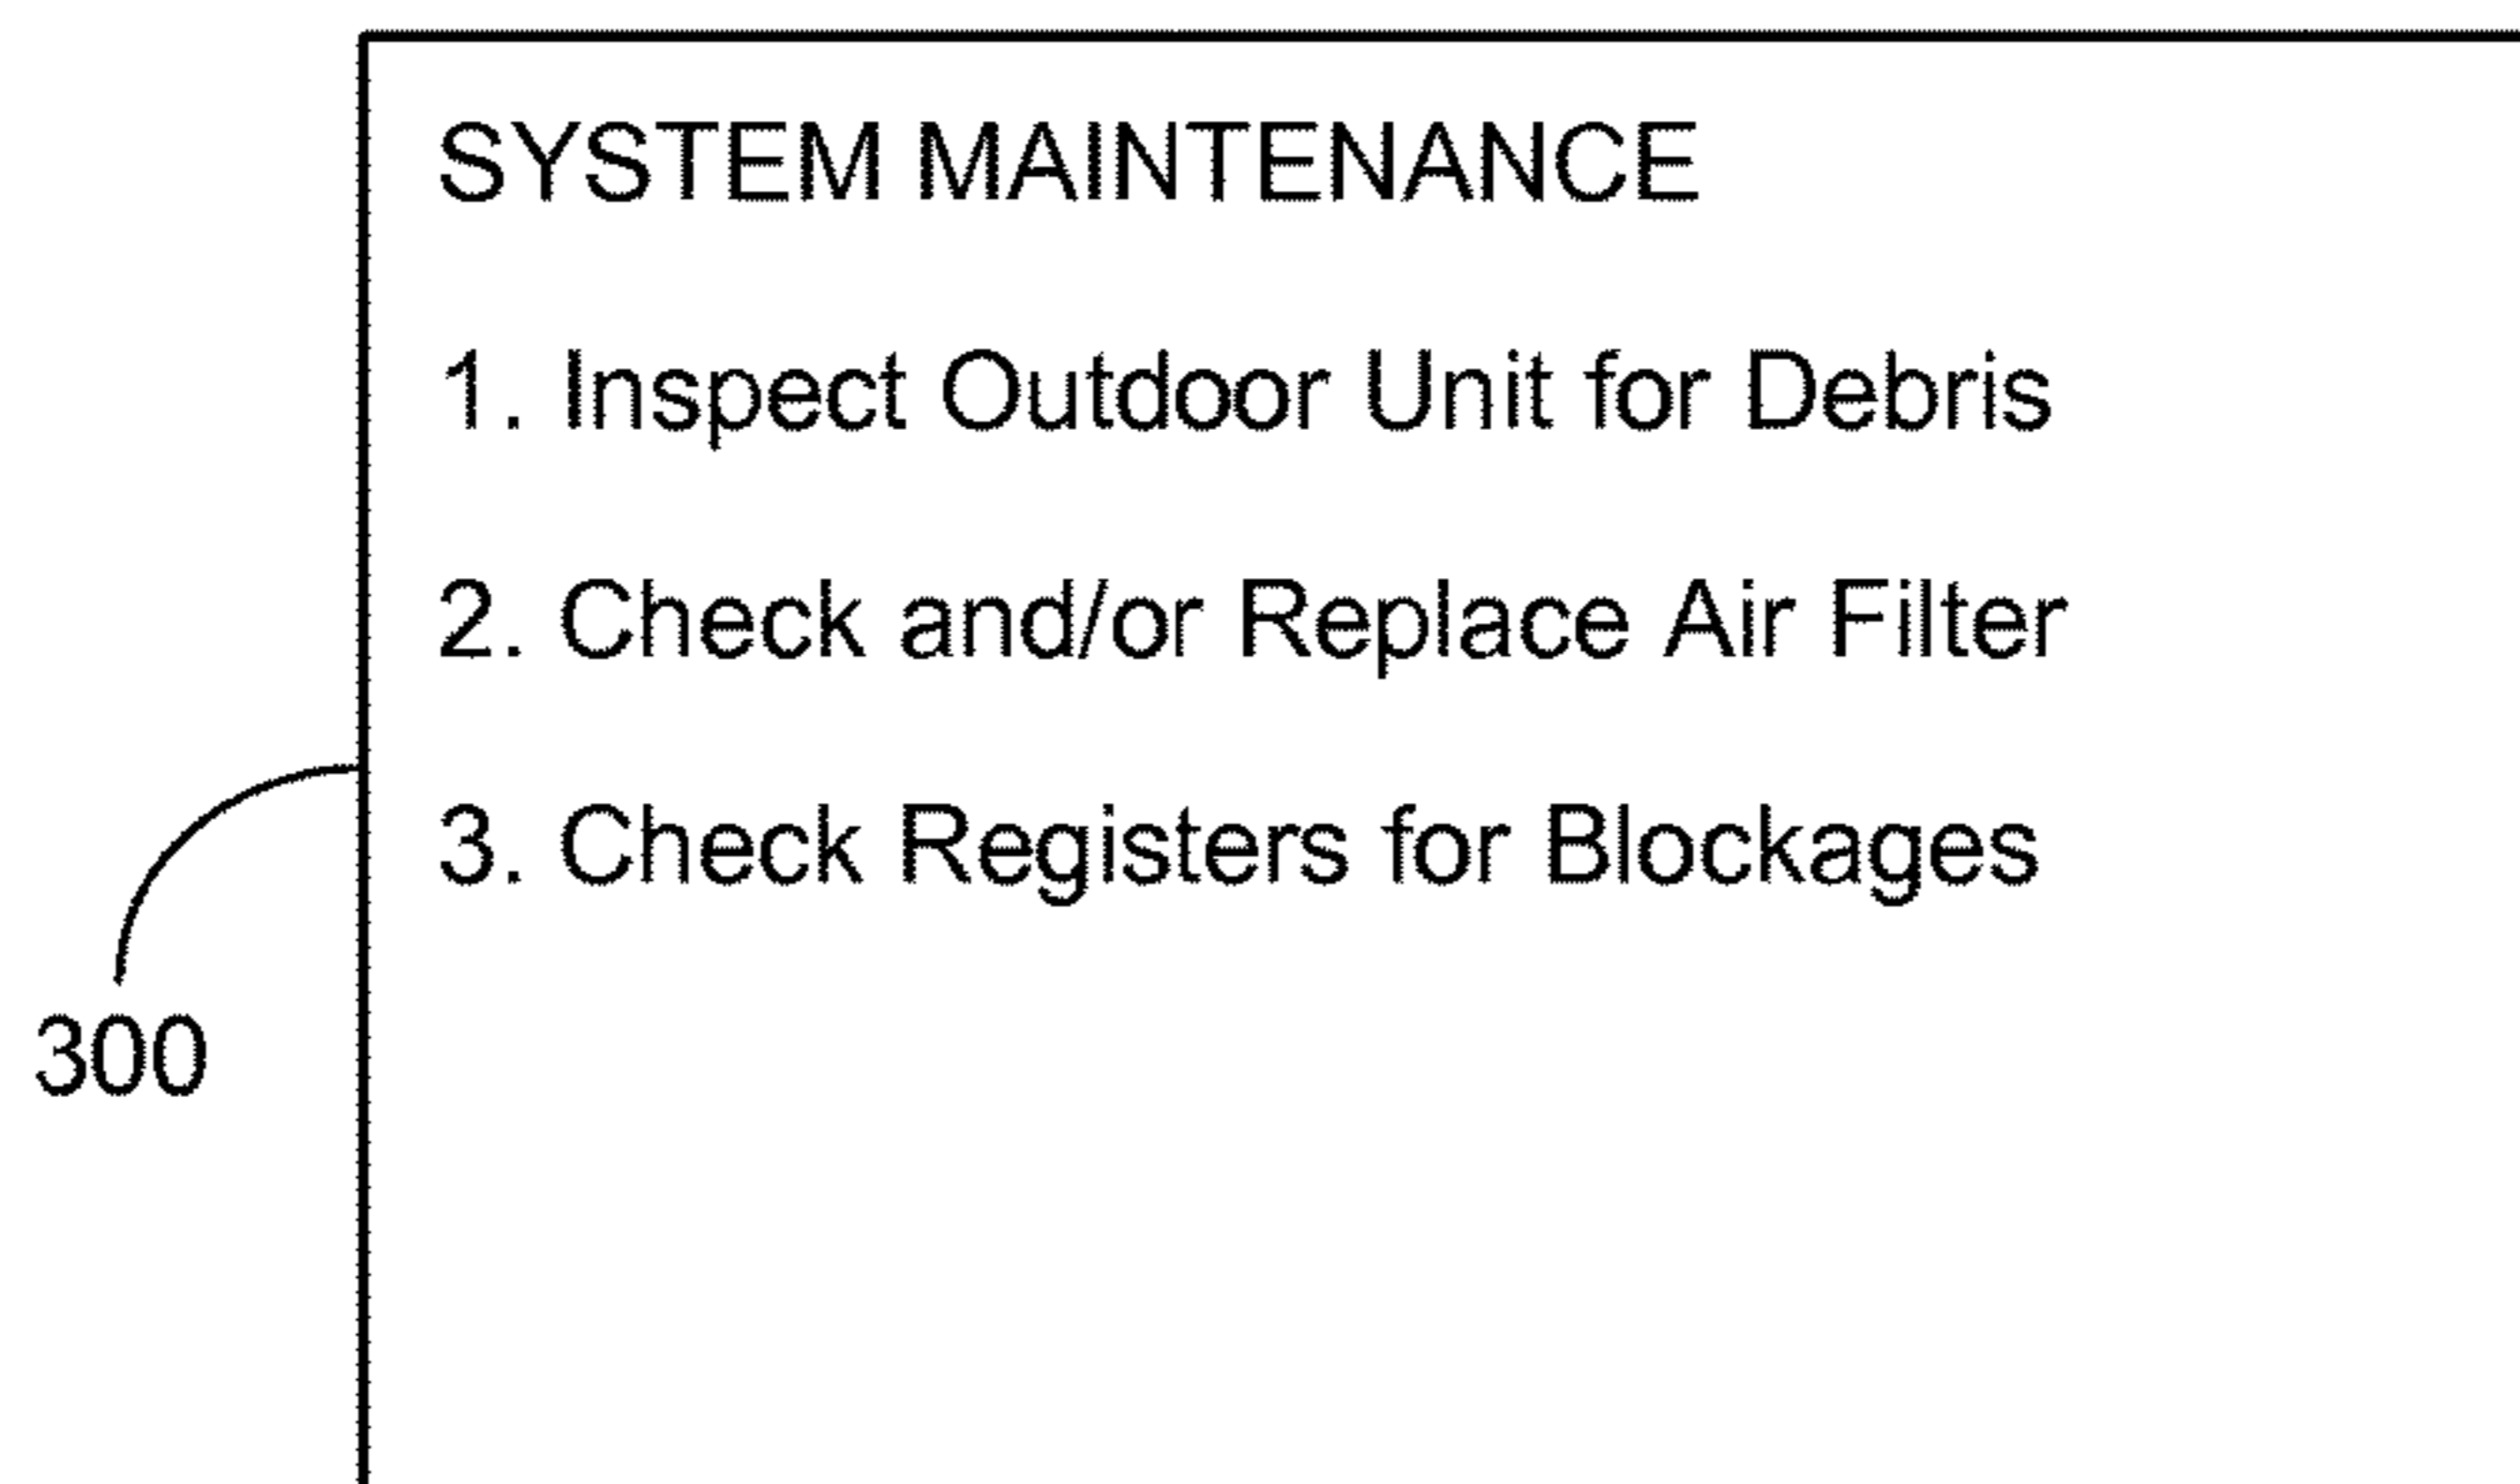 SYSTEM MAINTENANCE
1. Inspect Outdoor Unit for Debris
2. Check and/or Replace Air Filter
3. Check Registers for Blockages
300